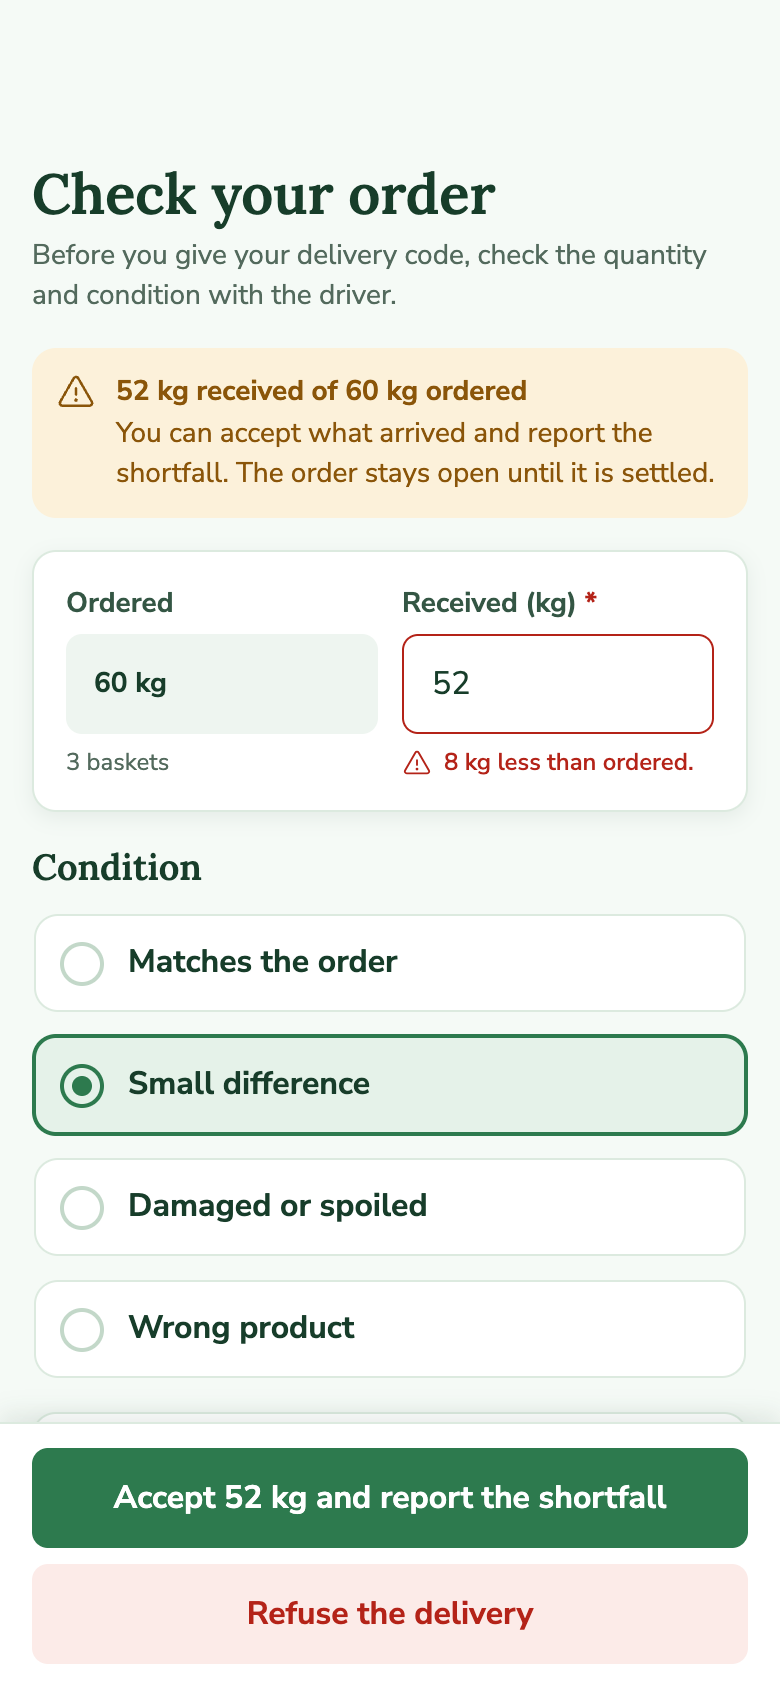 Check your order
Before you give your delivery code, check the quantity
and condition with the driver.
52 kg received of 60 kg ordered
You can accept what arrived and report the
shortfall. The order stays open until it is settled.
Ordered
Received (kg) *
60 kg
52
3 baskets
8 kg less than ordered.
Condition
Matches the order
Small difference
Damaged or spoiled
Wrong product
Accept 52 kg and report the shortfall
Refuse the delivery